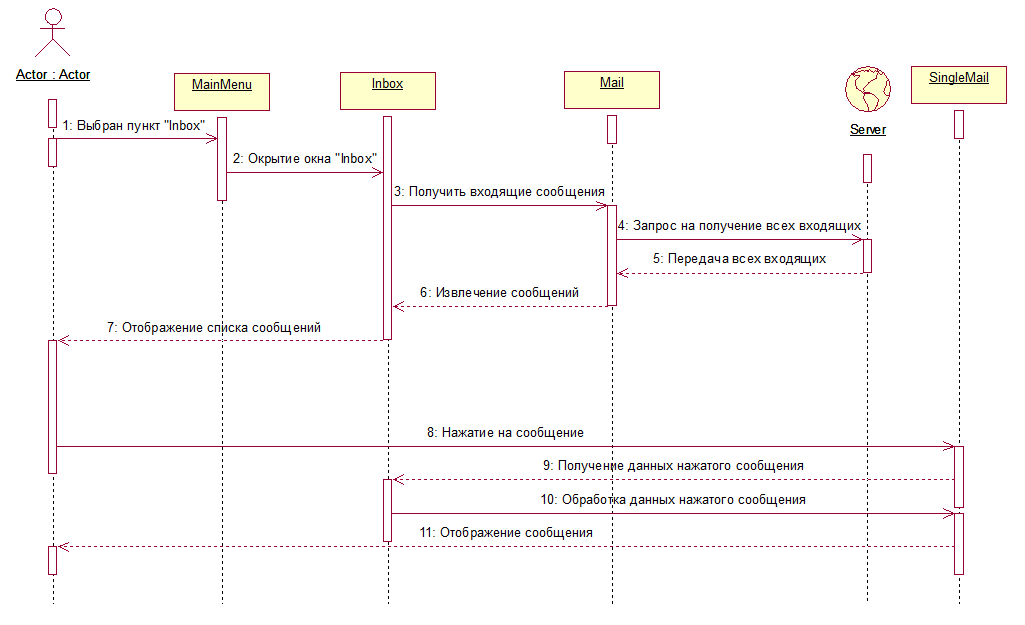 Actor : Actor
MainMenu
Inbox
Mail
Server
SingleMail
1: Выбран пункт "Inbox"
2: Окрытие окна "Inbox"
3: Получить входящие сообщения
4: Запрос на получение всех входящих
5: Передача всех входящих
6: Извлечение сообщений
7: Отображение списка сообщений
8: Нажатие на сообщение
9: Получение данных нажатого сообщения
10: Обработка данных нажатого сообщения
11: Отображение сообщения